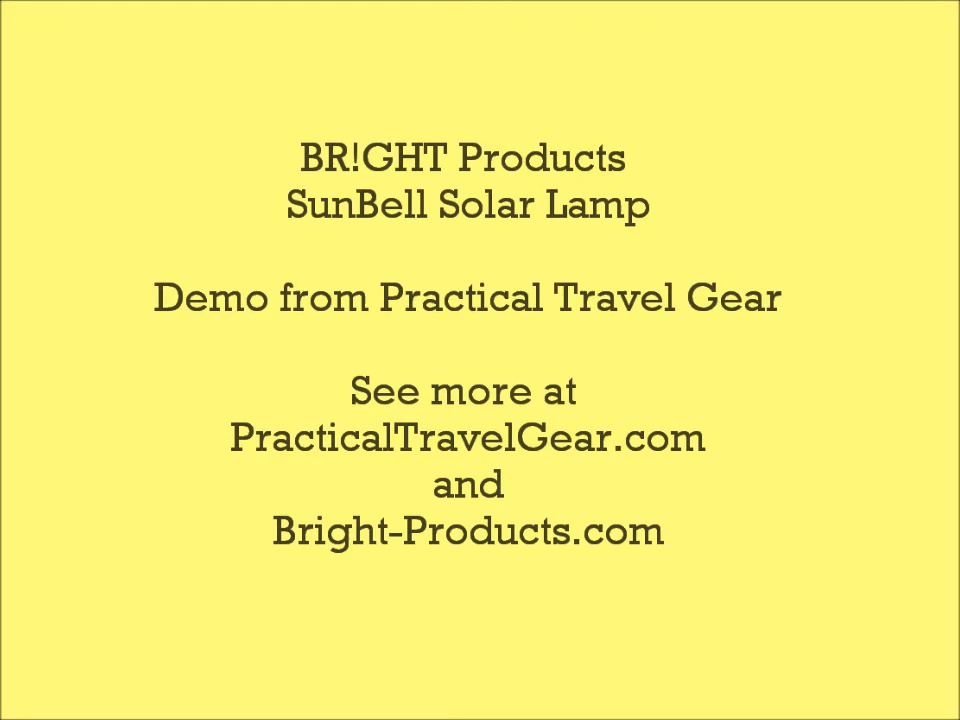 BR!GHT Products
SunBell Solar Lamp
Demo from Practical Travel Gear
See more at
PracticalTravelGear.com
and
Bright-Products.com